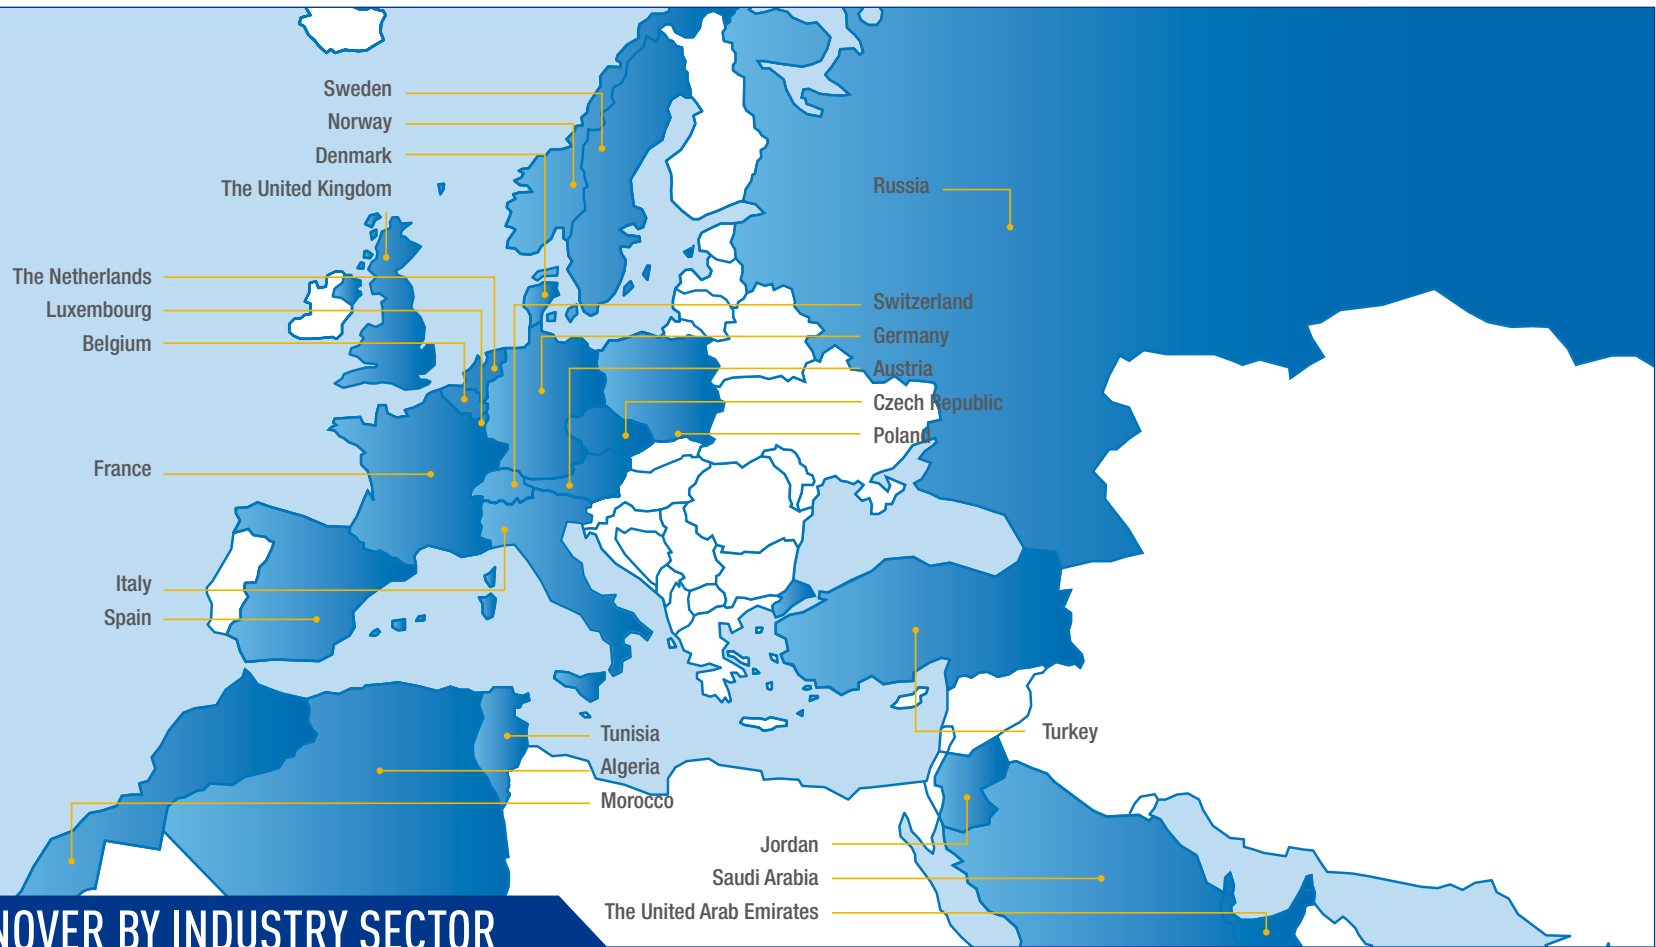 Sweden
Norway
Denmark
The United Kingdom
Russia
The Netherlands
Luxembourg
Belgium
Switzerland
Germany
Austria
Czech Republic
Poland
France
Italy
Spain
Tunisia
Algeria
Morocco
Turkey
Jordan
Saudi Arabia
The United Arab Emirates
NOVER BY INDUSTRY SECTOR